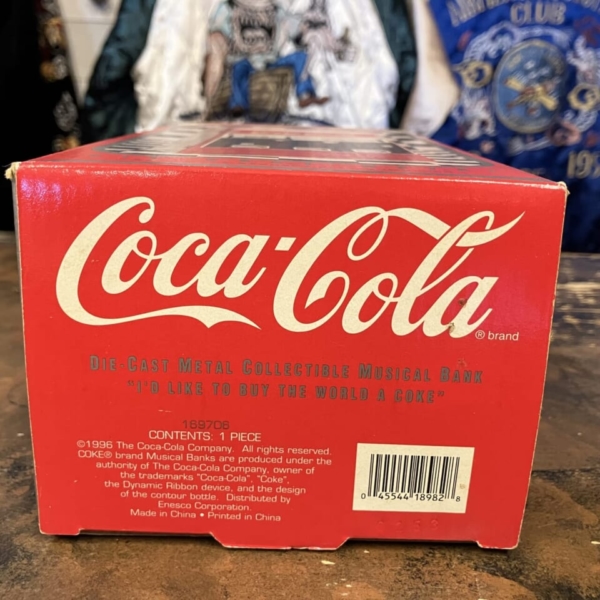 CLUB
195
Coca-Cola
® brand
DIE-CAST METAL COLLECTIBLE MUSICAL BANK
"I'D LIKE TO BUY THE WORLD A COKE"
169706
CONTENTS: 1 PIECE
©1996 The Coca-Cola Company. All rights reserved.
COKE® brand Musical Banks are produced under the
authority of The Coca-Cola Company, owner of
the trademarks "Coca-Cola", "Coke",
the Dynamic Ribbon device, and the design
of the contour bottle. Distributed by
Enesco Corporation.
Made in China • Printed in China
0 45544 18982 8